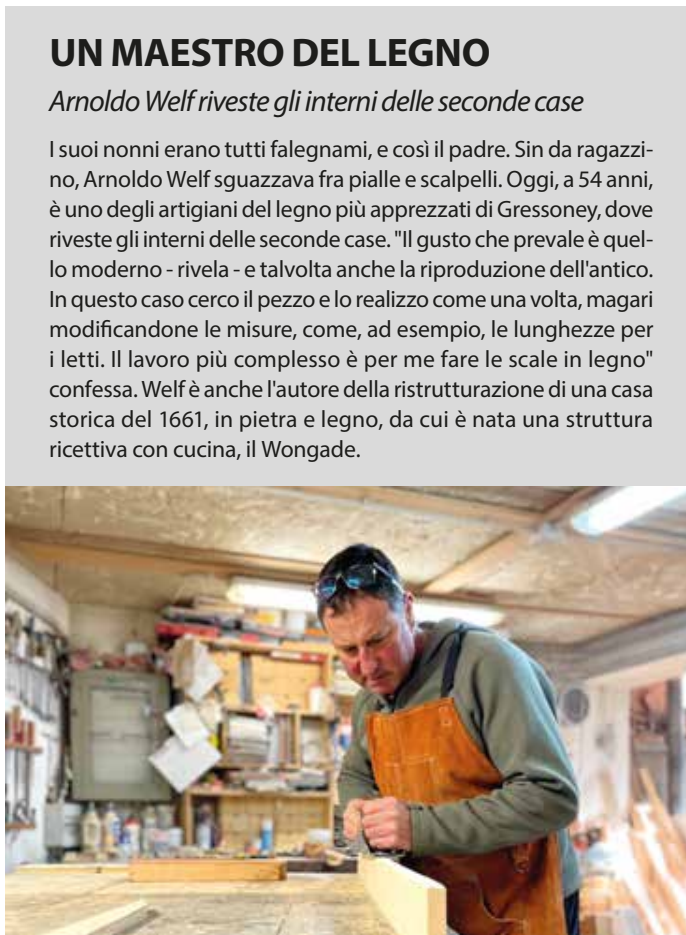 UN MAESTRO DEL LEGNO
Arnoldo Welf riveste gli interni delle seconde case
I suoi nonni erano tutti falegnami, e così il padre. Sin da ragazzi-
no, Arnoldo Welf sguazzava fra pialle e scalpelli. Oggi, a 54 anni,
è uno degli artigiani del legno più apprezzati di Gressoney, dove
riveste gli interni delle seconde case. "Il gusto che prevale è quel-
lo moderno - rivela - e talvolta anche la riproduzione dell'antico.
In questo caso cerco il pezzo e lo realizzo come una volta, magari
modificandone le misure, come, ad esempio, le lunghezze per
i letti. Il lavoro più complesso è per me fare le scale in legno"
confessa. Welf è anche l'autore della ristrutturazione di una casa
storica del 1661, in pietra e legno, da cui è nata una struttura
ricettiva con cucina, il Wongade.